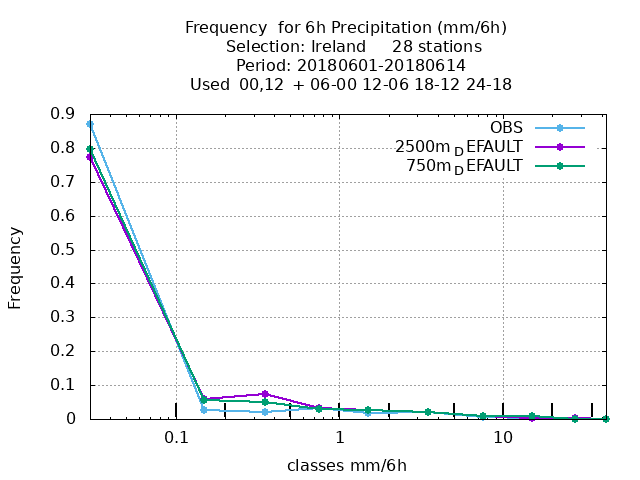 Frequency  for 6h Precipitation (mm/6h)
Selection: Ireland     28 stations
Period: 20180601-20180614
Used  00,12  + 06-00 12-06 18-12 24-18
OBS
2500mDEFAULT
750mDEFAULT
0.9
0.8
0.7
0.6
0.5
0.4
0.3
0.2
0.1
0
Frequency
0.1 1 10
classes mm/6h